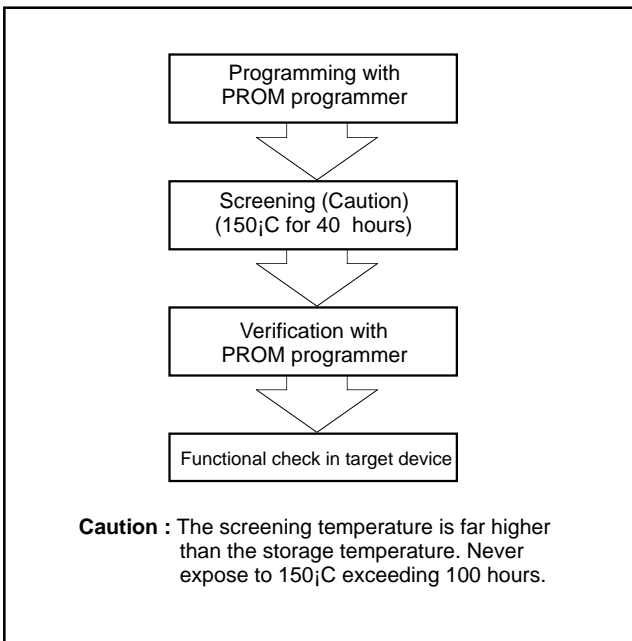 Programming with
PROM programmer
Screening (Caution)
(150¡C for 40 hours)
Verification with
PROM programmer
Functional check in target device
Caution : The screening temperature is far higher
than the storage temperature. Never
expose to 150¡C exceeding 100 hours.